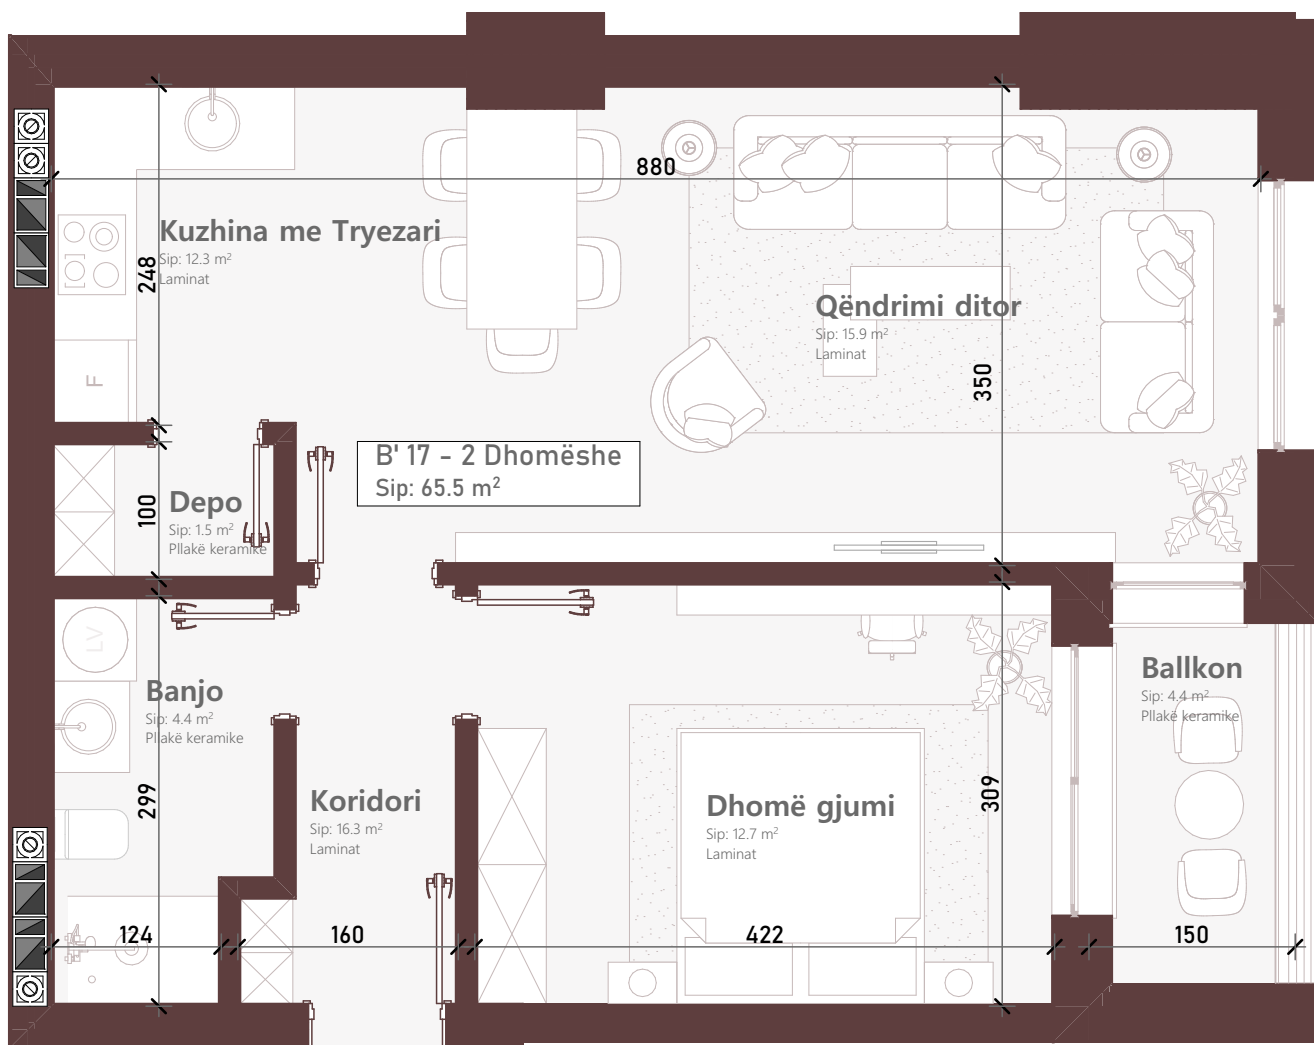 880
Kuzhina me Tryezari
Sip: 12.3 m²
Laminat
248
Qëndrimi ditor
Sip: 15.9 m²
Laminat
350
F
B' 17 - 2 Dhomëshe
Sip: 65.5 m²
Depo
Sip: 1.5 m²
Pllakë keramike
100
LV
Banjo
Sip: 4.4 m²
Pllakë keramike
299
Koridori
Sip: 16.3 m²
Laminat
Dhomë gjumi
Sip: 12.7 m²
Laminat
309
Ballkon
Sip: 4.4 m²
Pllakë keramike
124
160
422
150